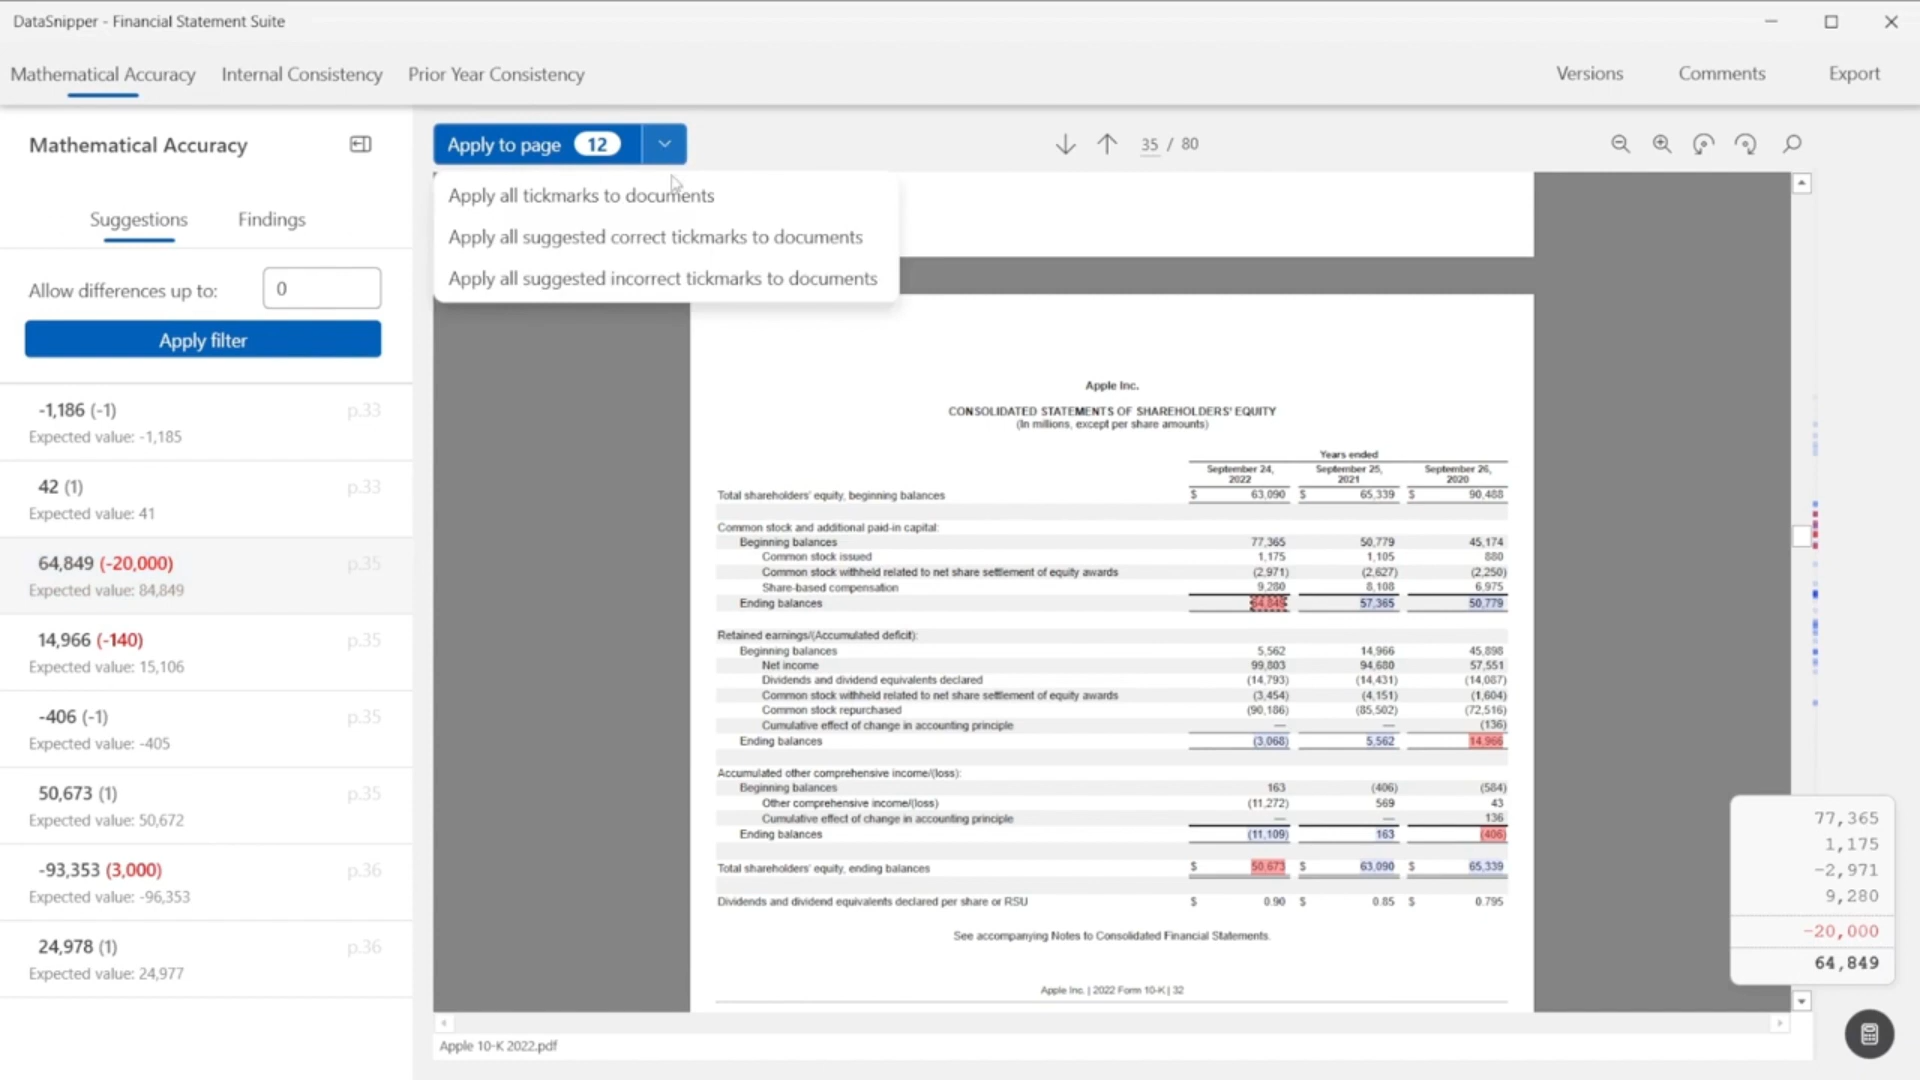 DataSnipper - Financial Statement Suite
Mathematical Accuracy Internal Consistency Prior Year Consistency Versions Comments Export
Mathematical Accuracy
Suggestions Findings
Allow differences up to: 0
Apply filter
-1,186 (-1) p.33
Expected value: -1,185
42 (1) p.33
Expected value: 41
64,849 (-20,000) p.35
Expected value: 84,849
14,966 (-140) p.35
Expected value: 15,106
-406 (-1) p.35
Expected value: -405
50,673 (1) p.35
Expected value: 50,672
-93,353 (3,000) p.36
Expected value: -96,353
24,978 (1) p.36
Expected value: 24,977
Apply to page 12
35 / 80
Apply all tickmarks to documents
Apply all suggested correct tickmarks to documents
Apply all suggested incorrect tickmarks to documents
Apple Inc.
CONSOLIDATED STATEMENTS OF SHAREHOLDERS' EQUITY
(In millions, except per share amounts)
Years ended
September 24, 2022 September 25, 2021 September 26, 2020
Total shareholders' equity, beginning balances $ 63,090 $ 65,339 $ 90,488
Common stock and additional paid-in capital:
Beginning balances 77,365 50,779 45,174
Common stock issued 1,175 1,105 880
Common stock withheld related to net share settlement of equity awards (2,971) (2,627) (2,250)
Share-based compensation 9,280 8,108 6,975
Ending balances 64,849 57,365 50,779
Retained earnings/(Accumulated deficit):
Beginning balances 5,562 14,966 45,898
Net income 99,803 94,680 57,551
Dividends and dividend equivalents declared (14,793) (14,431) (14,087)
Common stock withheld related to net share settlement of equity awards (3,454) (4,151) (1,604)
Common stock repurchased (90,186) (85,502) (72,516)
Cumulative effect of change in accounting principle — — (136)
Ending balances (3,068) 5,562 14,966
Accumulated other comprehensive income/(loss):
Beginning balances 163 (406) (584)
Other comprehensive income/(loss) (11,272) 569 43
Cumulative effect of change in accounting principle — — 136
Ending balances (11,109) 163 (406)
Total shareholders' equity, ending balances $ 50,673 $ 63,090 $ 65,339
Dividends and dividend equivalents declared per share or RSU $ 0.90 $ 0.85 $ 0.795
See accompanying Notes to Consolidated Financial Statements.
Apple Inc. | 2022 Form 10-K | 32
77,365
1,175
-2,971
9,280
-20,000
64,849
Apple 10-K 2022.pdf